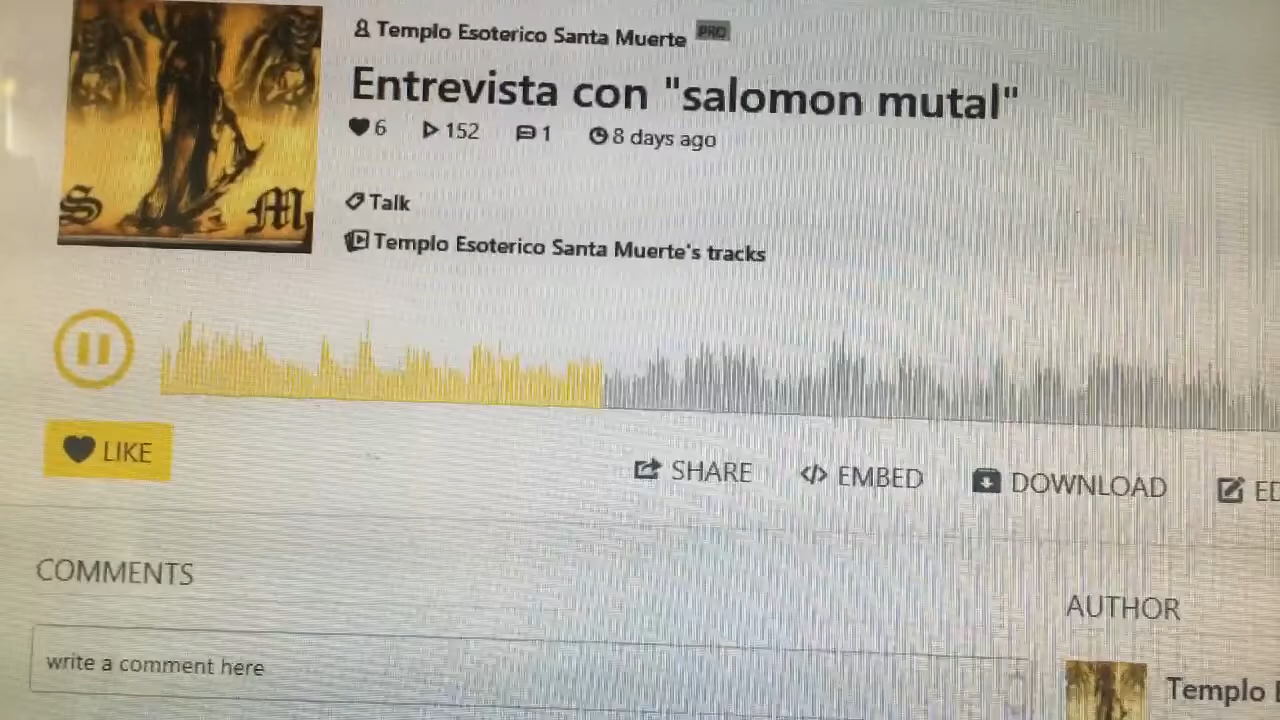 Templo Esoterico Santa Muerte PRO
Entrevista con "salomon mutal"
6 152 1 8 days ago
Talk
Templo Esoterico Santa Muerte's tracks
S M
LIKE
SHARE EMBED DOWNLOAD
COMMENTS
AUTHOR
write a comment here
Templo